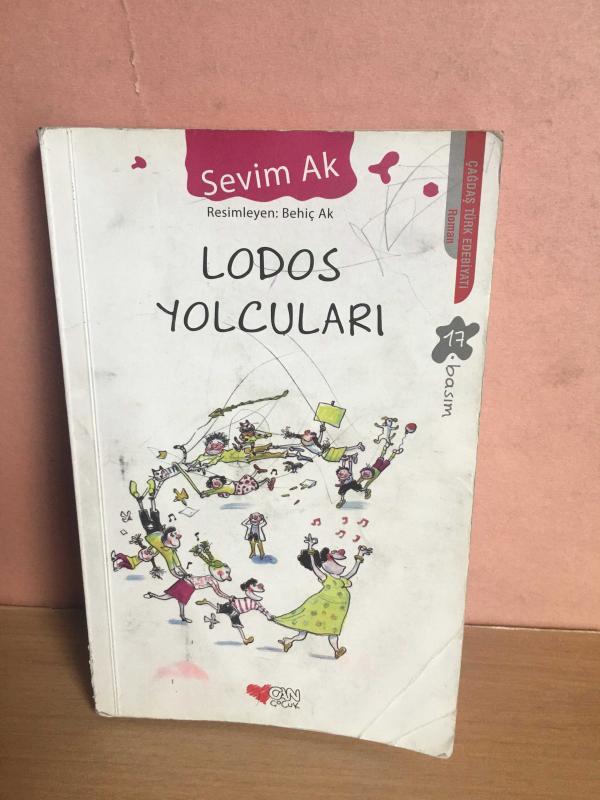 Sevim Ak
Resimleyen: Behiç Ak
LODOS
YOLCULARI
ÇAĞDAŞ TÜRK EDEBİYATI
Roman
17.
basım
CAN
ÇOCUK